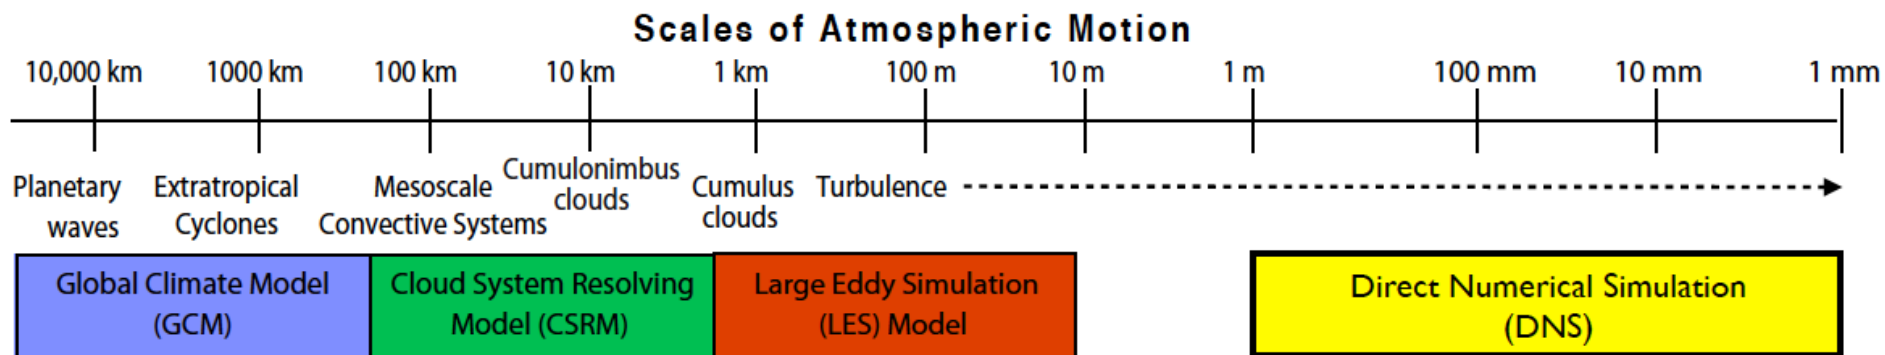 Scales of Atmospheric Motion
10,000 km 1000 km 100 km 10 km 1 km 100 m 10 m 1 m 100 mm 10 mm 1 mm
Planetary
waves
Extratropical
Cyclones
Mesoscale
Convective Systems
Cumulonimbus
clouds
Cumulus
clouds
Turbulence
Global Climate Model
(GCM)
Cloud System Resolving
Model (CSRM)
Large Eddy Simulation
(LES) Model
Direct Numerical Simulation
(DNS)